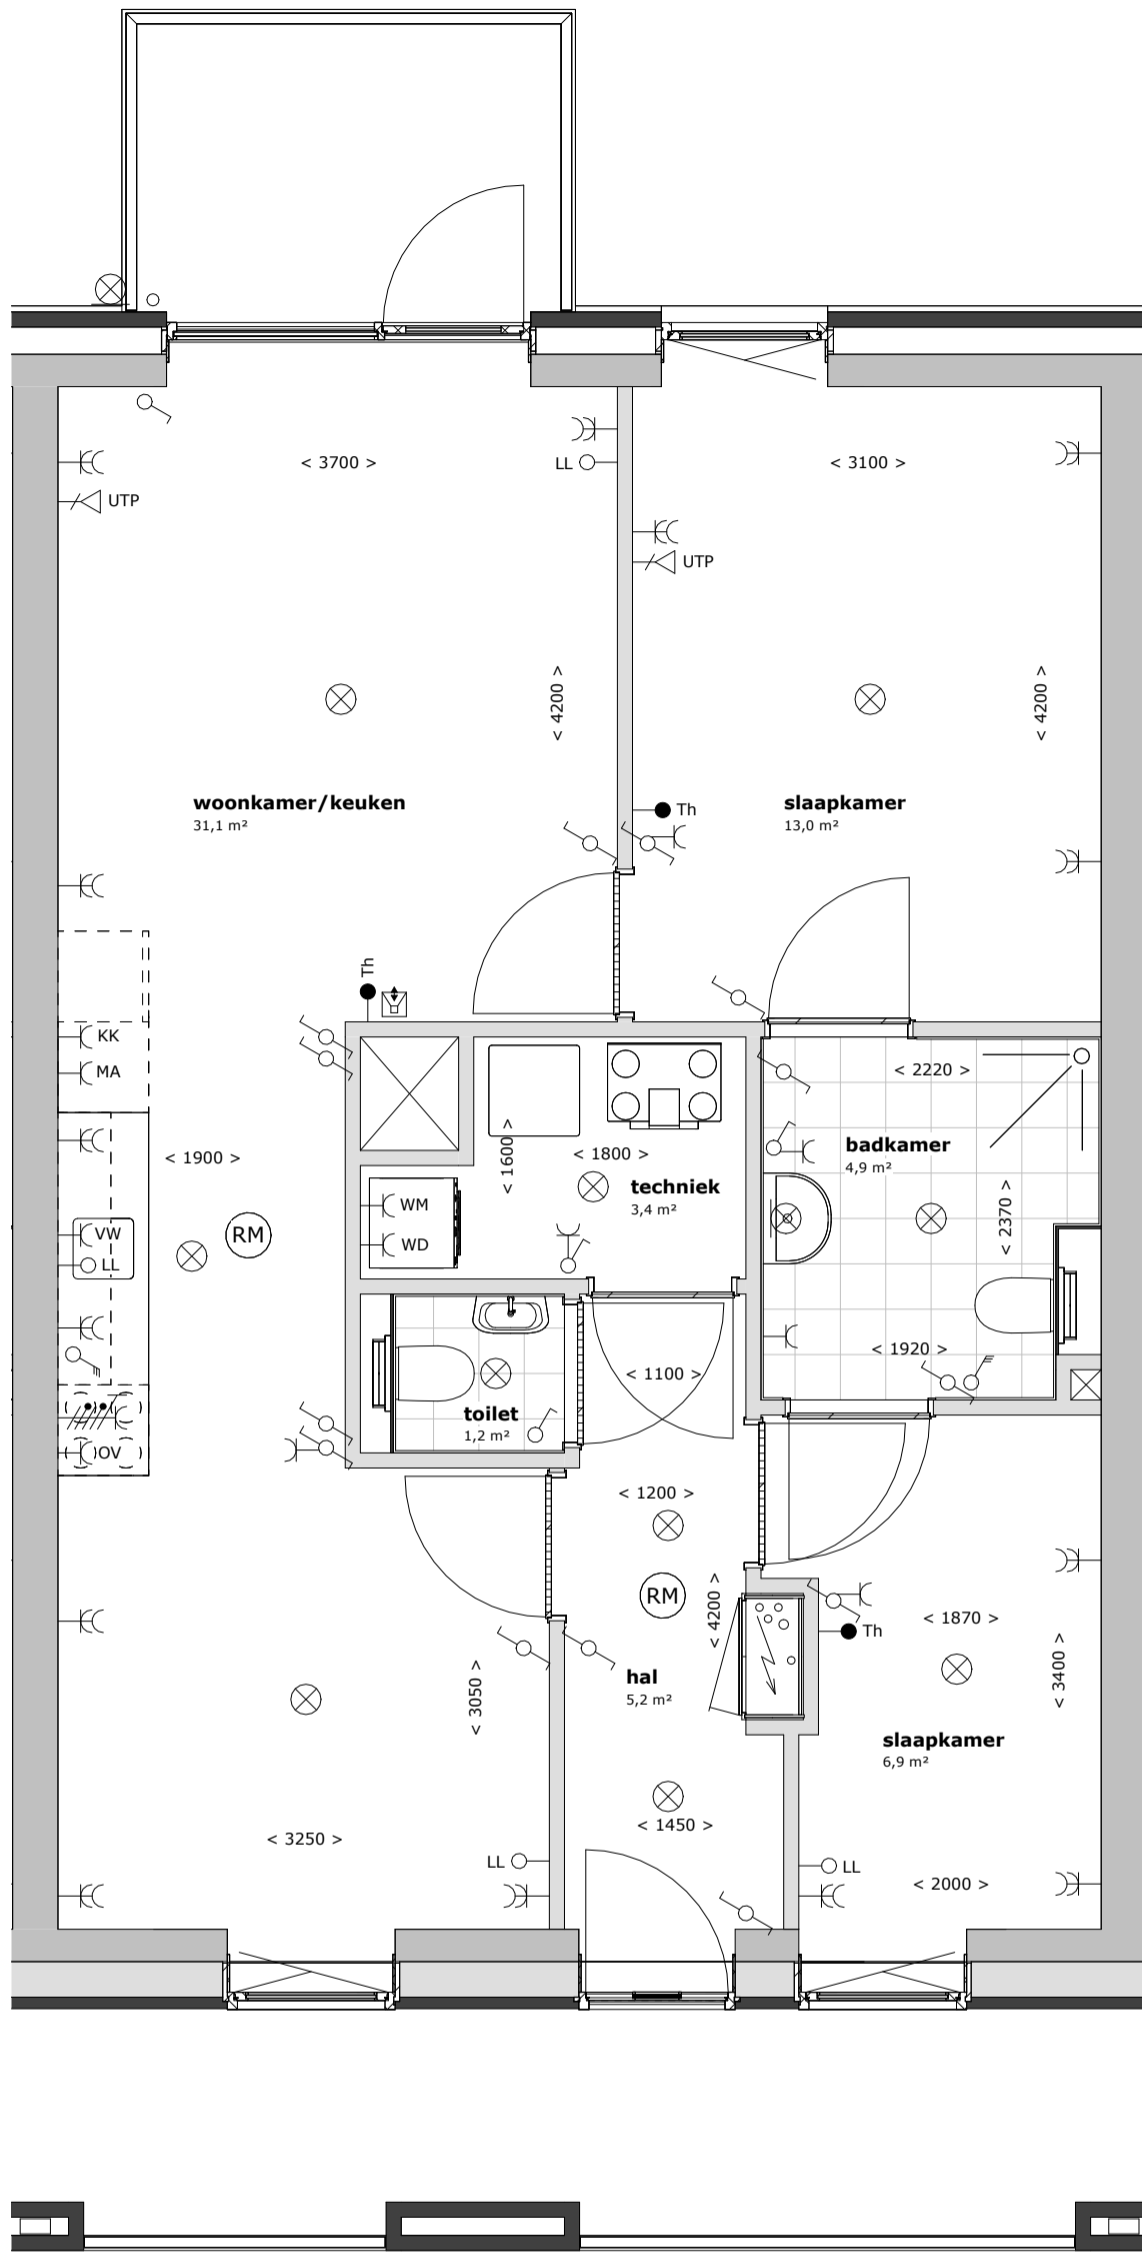 < 3700 >
LL
< 3100 >
UTP
UTP
< 4200 >
< 4200 >
woonkamer/keuken
31,1 m²
slaapkamer
13,0 m²
Th
Th
KK
MA
< 2220 >
< 1900 >
< 1600 >
< 1800 >
techniek
3,4 m²
badkamer
4,9 m²
WM
WD
VW
LL
RM
< 2370 >
< 1920 >
< 1100 >
toilet
1,2 m²
OV
< 1200 >
RM
< 4200 >
Th
< 1870 >
< 3400 >
hal
5,2 m²
< 3050 >
slaapkamer
6,9 m²
< 3250 >
< 1450 >
LL
LL
< 2000 >